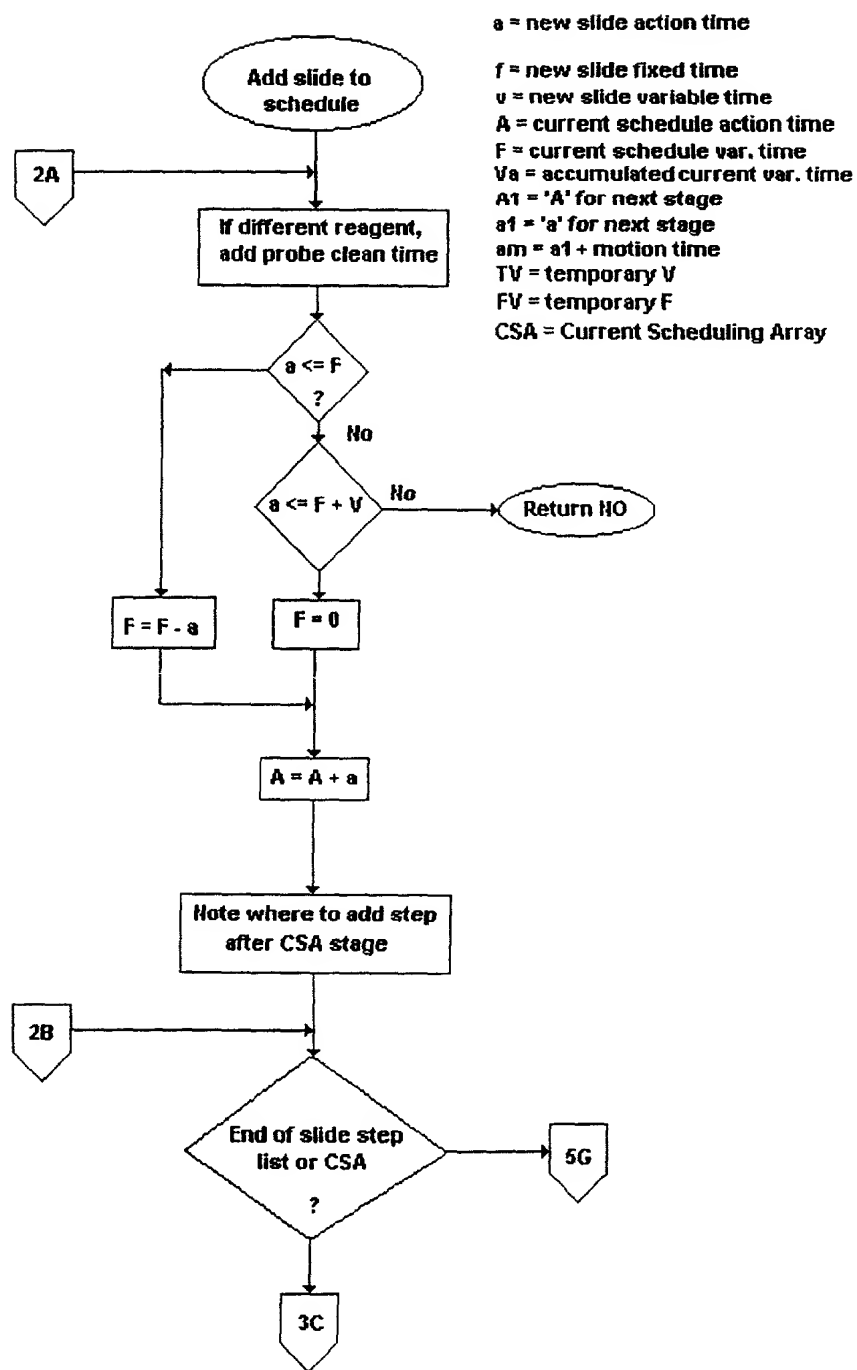 a = new slide action time
f = new slide fixed time
v = new slide variable time
A = current schedule action time
F = current schedule var. time
Va = accumulated current var. time
A1 = 'A' for next stage
a1 = 'a' for next stage
am = a1 + motion time
TV = temporary V
FV = temporary F
CSA = Current Scheduling Array
Add slide to
schedule
2A
If different reagent,
add probe clean time
a <= F
?
No
a <= F + V
No
Return NO
F = F - a
F = 0
A = A + a
Note where to add step
after CSA stage
2B
End of slide step
list or CSA
?
5G
3C